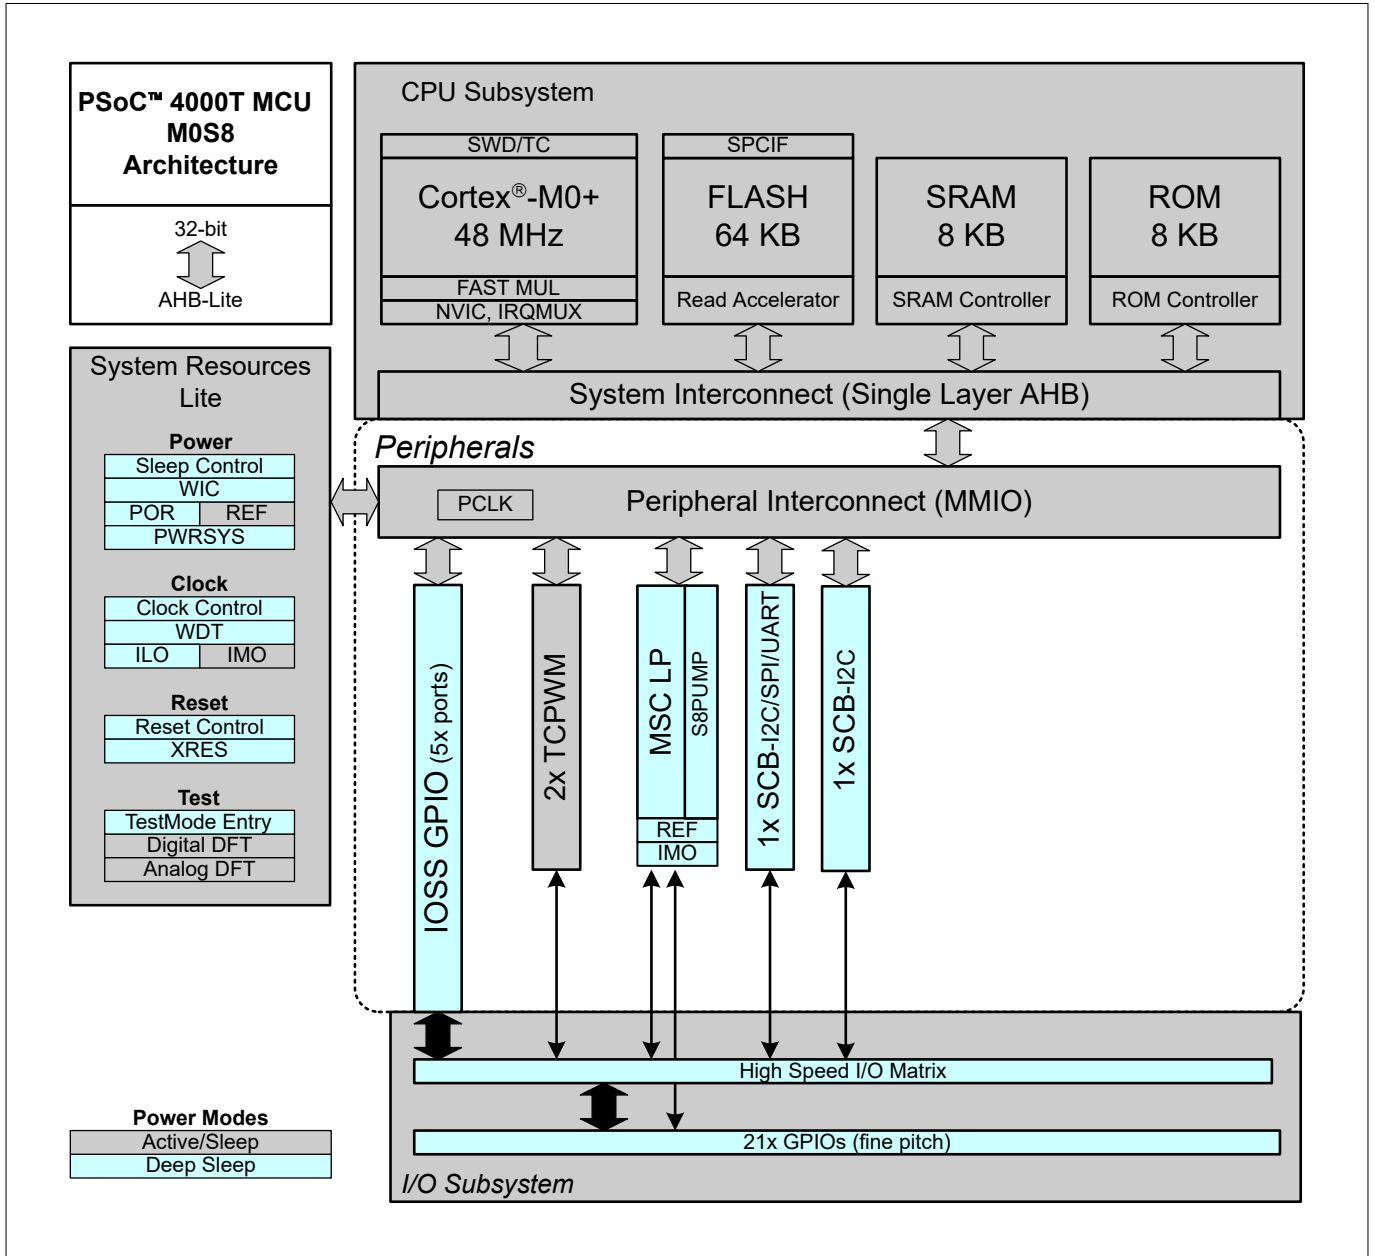 PSoC™ 4000T MCU
M0S8
Architecture
32-bit
AHB-Lite
CPU Subsystem
SWD/TC
Cortex®-M0+
48 MHz
FAST MUL
NVIC, IRQMUX
SPCIF
FLASH
64 KB
Read Accelerator
SRAM
8 KB
SRAM Controller
ROM
8 KB
ROM Controller
System Interconnect (Single Layer AHB)
System Resources
Lite
Power
Sleep Control
WIC
POR
REF
PWRSYS
Clock
Clock Control
WDT
ILO
IMO
Reset
Reset Control
XRES
Test
TestMode Entry
Digital DFT
Analog DFT
Peripherals
PCLK
Peripheral Interconnect (MMIO)
IOSS GPIO (5x ports)
2x TCPWM
MSC LP
S8PUMP
REF
IMO
1x SCB-I2C/SPI/UART
1x SCB-I2C
High Speed I/O Matrix
21x GPIOs (fine pitch)
I/O Subsystem
Power Modes
Active/Sleep
Deep Sleep